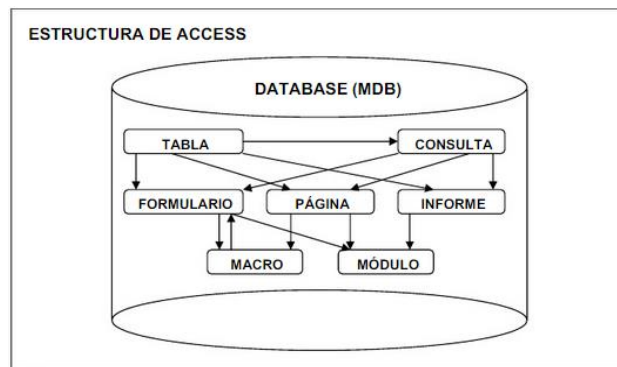 ESTRUCTURA DE ACCESS
DATABASE (MDB)
TABLA
CONSULTA
FORMULARIO
PÁGINA
INFORME
MACRO
MÓDULO